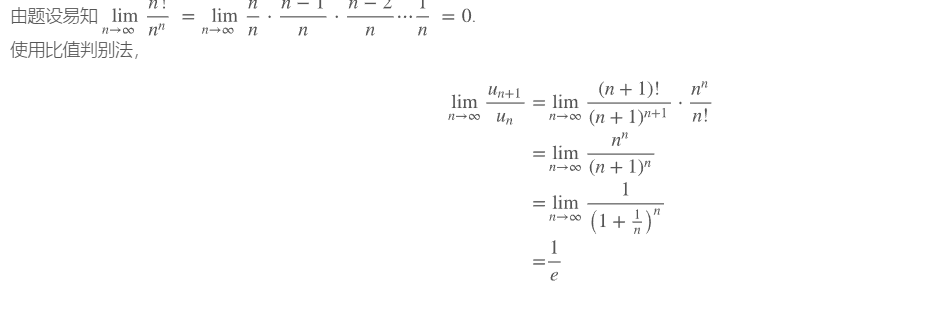 由题设易知 lim_{n→∞} n!/n^n = lim_{n→∞} n/n · (n − 1)/n · (n − 2)/n ··· 1/n = 0.
使用比值判别法，
lim_{n→∞} u_{n+1}/u_n = lim_{n→∞} (n + 1)!/(n + 1)^{n+1} · n^n/n!
= lim_{n→∞} n^n/(n + 1)^n
= lim_{n→∞} 1/(1 + 1/n)^n
= 1/e